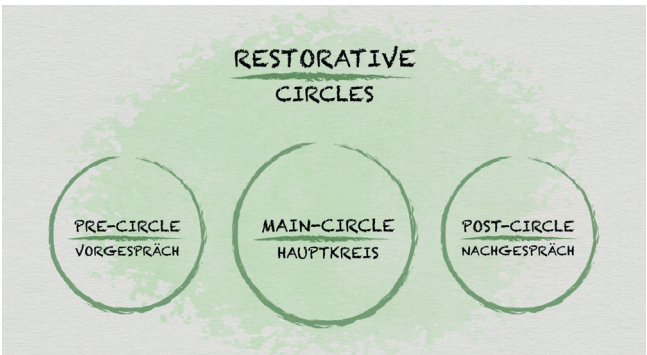 RESTORATIVE
CIRCLES
PRE-CIRCLE
VORGESPRÄCH
MAIN-CIRCLE
HAUPTKREIS
POST-CIRCLE
NACHGESPRÄCH